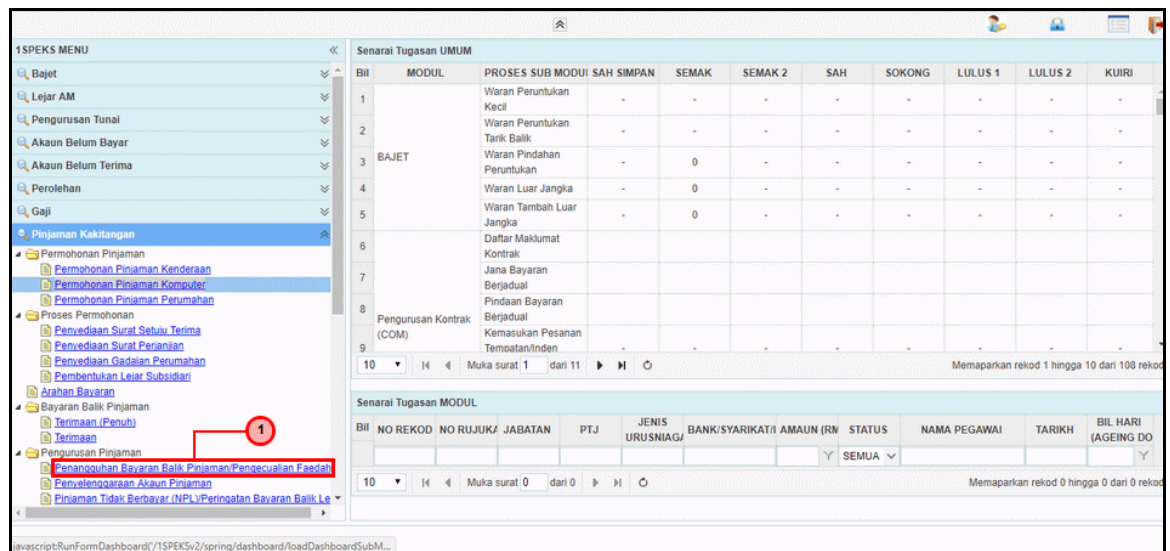 1SPEKS MENU
Bajet
Lejar AM
Pengurusan Tunai
Akaun Belum Bayar
Akaun Belum Terima
Perolehan
Gaji
Pinjaman Kakitangan
Permohonan Pinjaman
Permohonan Pinjaman Kenderaan
Permohonan Pinjaman Komputer
Permohonan Pinjaman Perumahan
Proses Permohonan
Penyediaan Surat Setuju Terima
Penyediaan Surat Perjanjian
Penyediaan Gadaian Perumahan
Pembentukan Lejar Subsidiari
Arahan Bayaran
Bayaran Balik Pinjaman
Terimaan (Penuh)
Terimaan
1
Pengurusan Pinjaman
Penangguhan Bayaran Balik Pinjaman/Pengecualian Faedah
Penyelenggaraan Akaun Pinjaman
Pinjaman Tidak Berbayar (NPL)/Peringatan Bayaran Balik Le
Senarai Tugasan UMUM
Bil MODUL PROSES SUB MODUL SAH SIMPAN SEMAK SEMAK 2 SAH SOKONG LULUS 1 LULUS 2 KUIRI
1 Waran Peruntukan Kecil - - - - - - - -
2 Waran Peruntukan Tarik Balik - - - - - - - -
BAJET
3 Waran Pindahan Peruntukan - 0 - - - - - -
4 Waran Luar Jangka - 0 - - - - - -
5 Waran Tambah Luar Jangka - 0 - - - - - -
6 Daftar Maklumat Kontrak
7 Jana Bayaran Berjadual
8 Pindaan Bayaran Berjadual
Pengurusan Kontrak (COM)
9 Kemasukan Pesanan Tempatan/Inden - - - - - - - -
10 Muka surat 1 dari 11 Memaparkan rekod 1 hingga 10 dari 108 rekod
Senarai Tugasan MODUL
Bil NO REKOD NO RUJUKA JABATAN PTJ JENIS URUSNIAGA BANK/SYARIKAT/I AMAUN (RM STATUS NAMA PEGAWAI TARIKH BIL HARI (AGEING DO
SEMUA
10 Muka surat 0 dari 0 Memaparkan rekod 0 hingga 0 dari 0 rekod
javascript:RunFormDashboard('/1SPEKSv2/spring/dashboard/loadDashboardSubM...